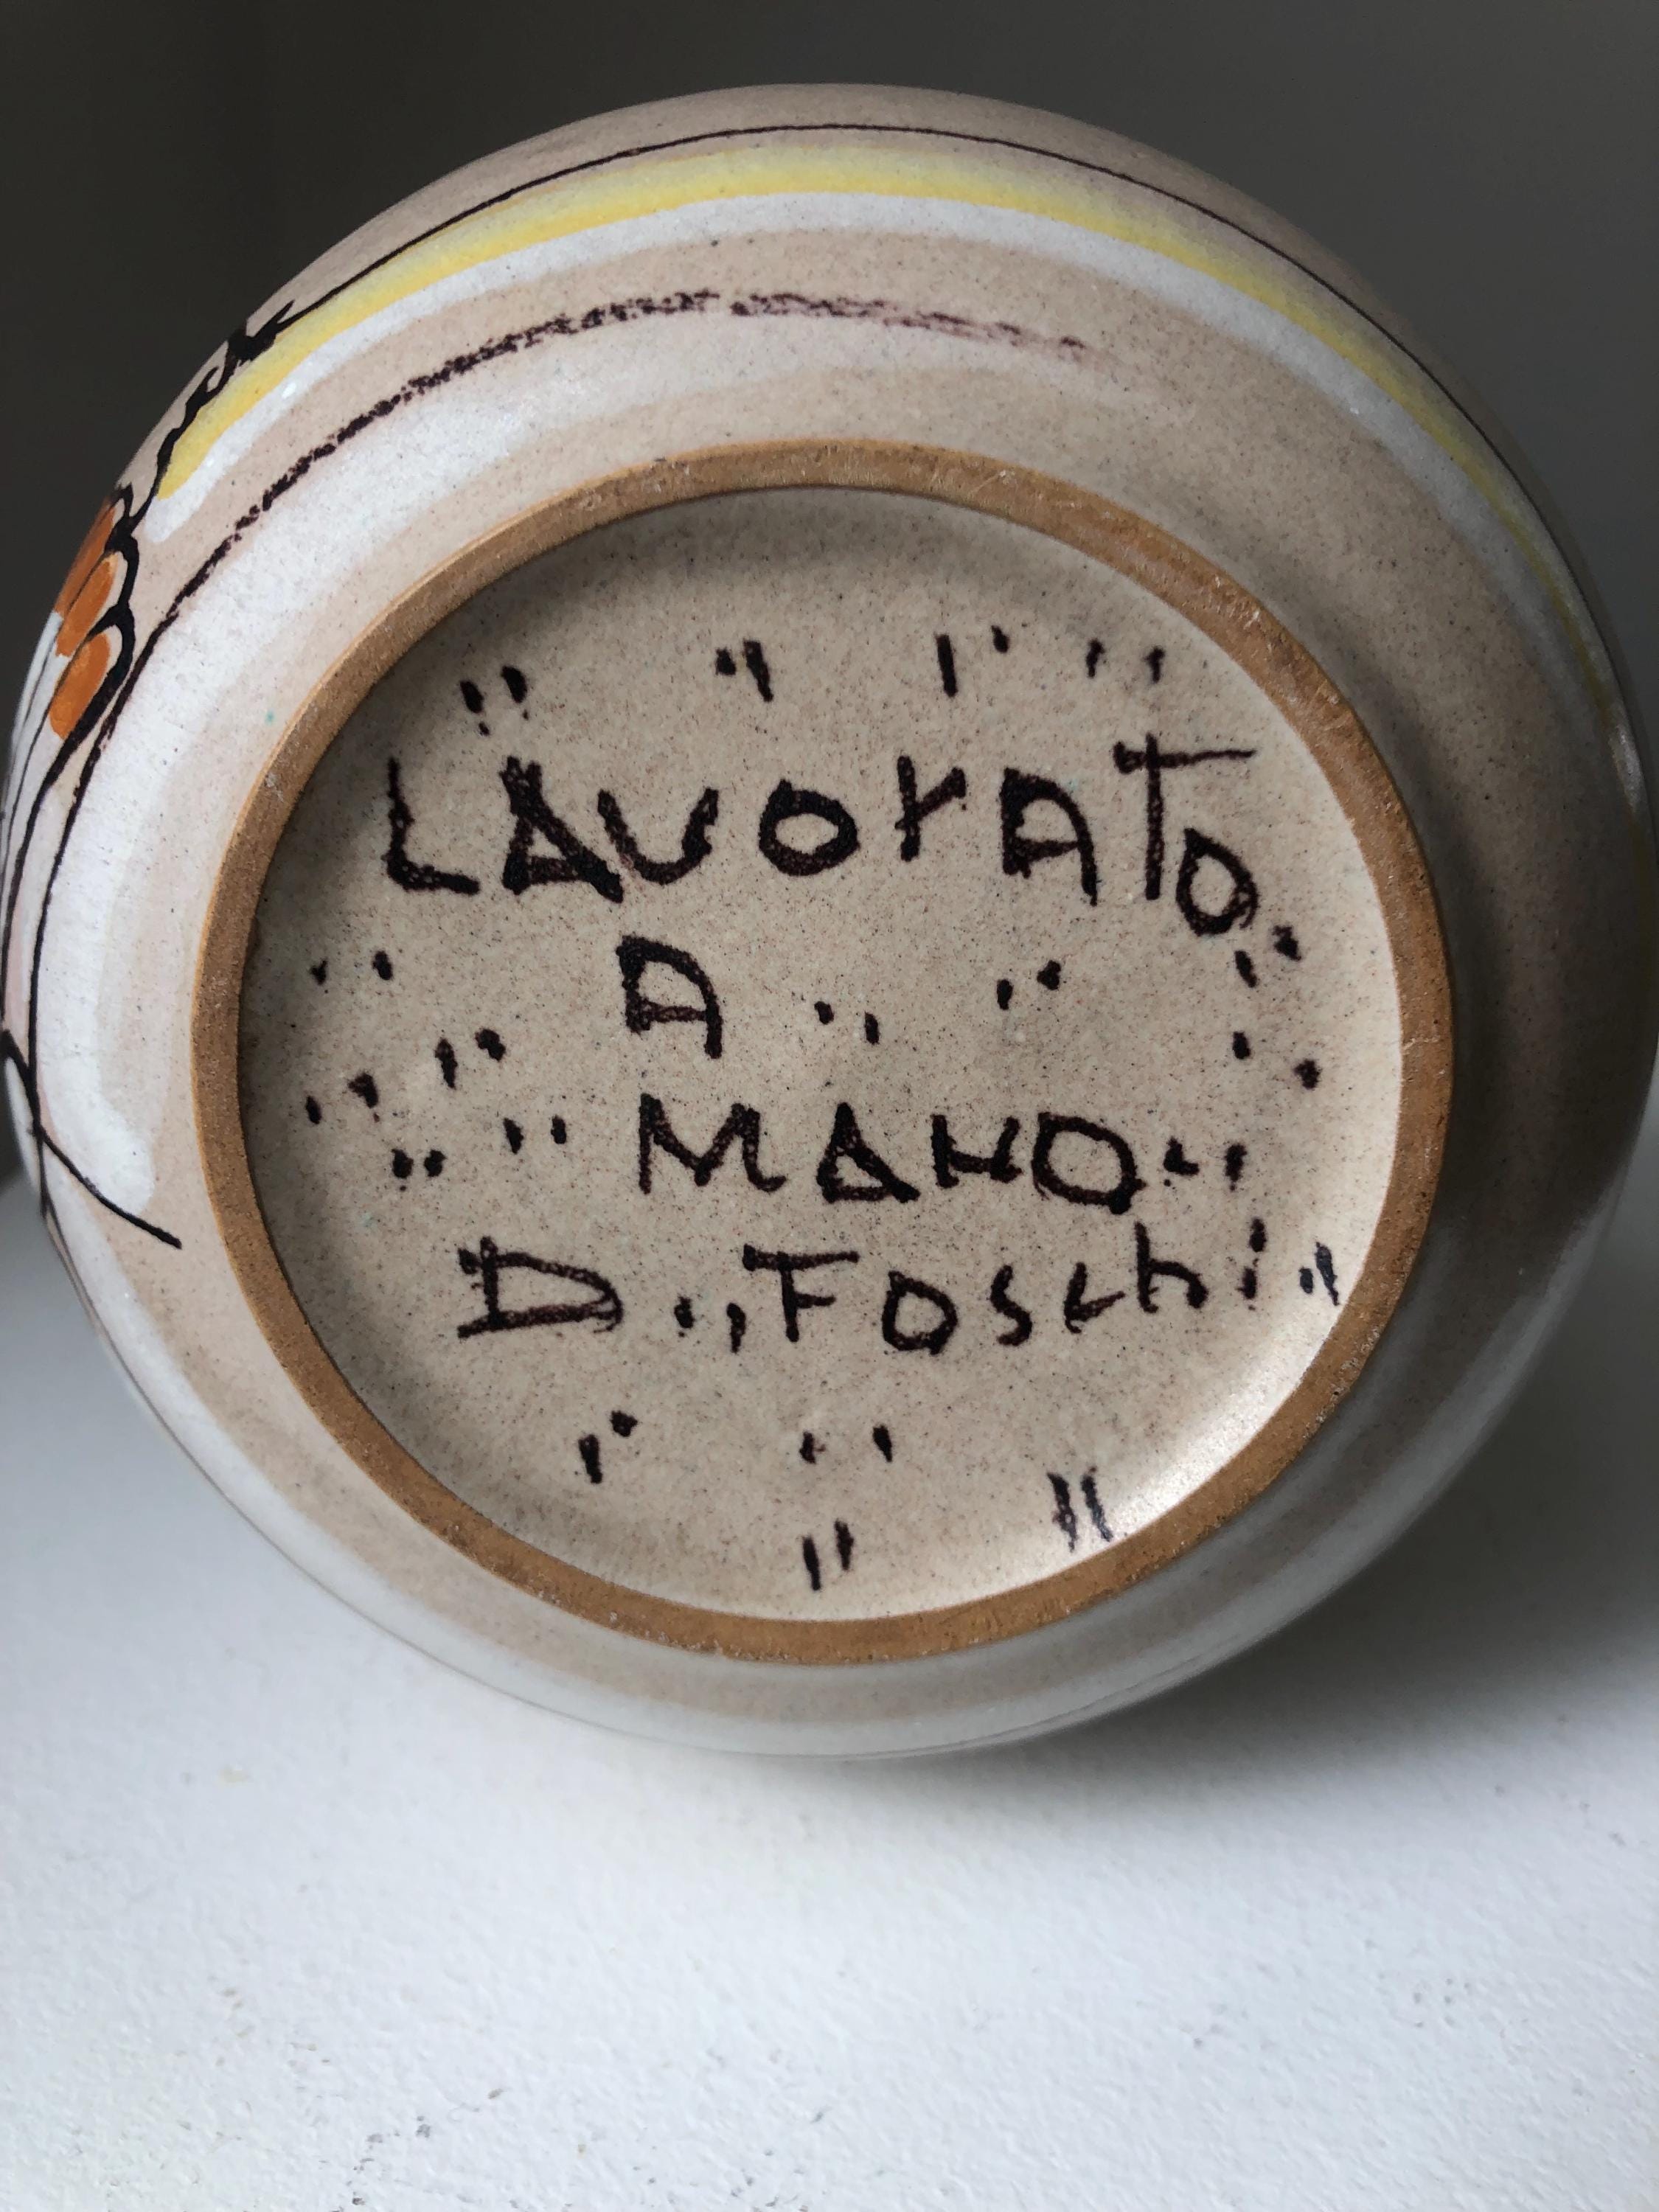 LAVOrATO
A
MANO
D. Foschi